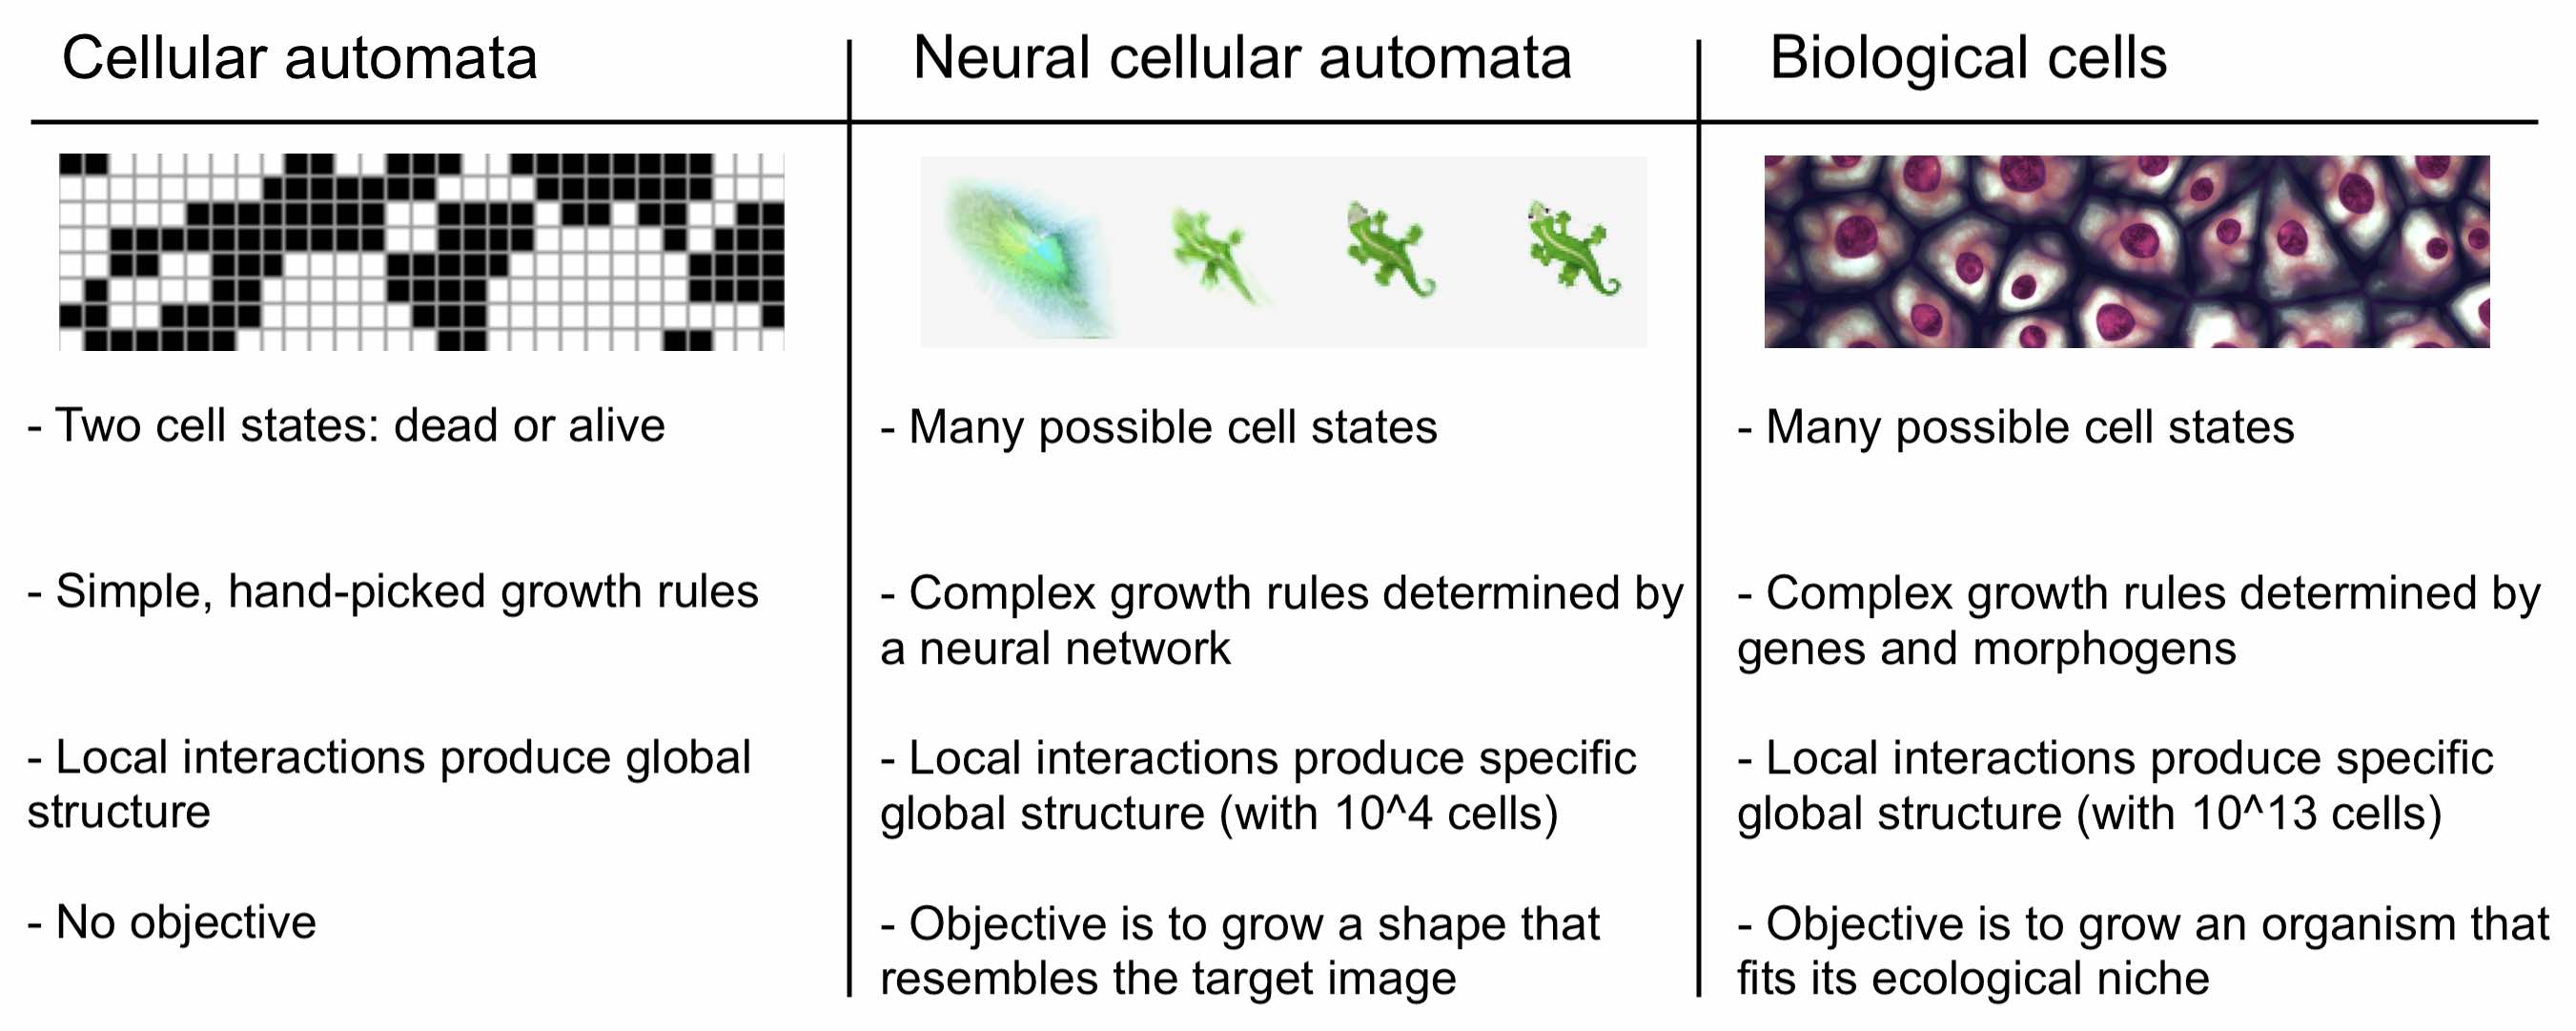 Cellular automata
Neural cellular automata
Biological cells
- Two cell states: dead or alive
- Simple, hand-picked growth rules
- Local interactions produce global
structure
- No objective
- Many possible cell states
- Complex growth rules determined by
a neural network
- Local interactions produce specific
global structure (with 10^4 cells)
- Objective is to grow a shape that
resembles the target image
- Many possible cell states
- Complex growth rules determined by
genes and morphogens
- Local interactions produce specific
global structure (with 10^13 cells)
- Objective is to grow an organism that
fits its ecological niche